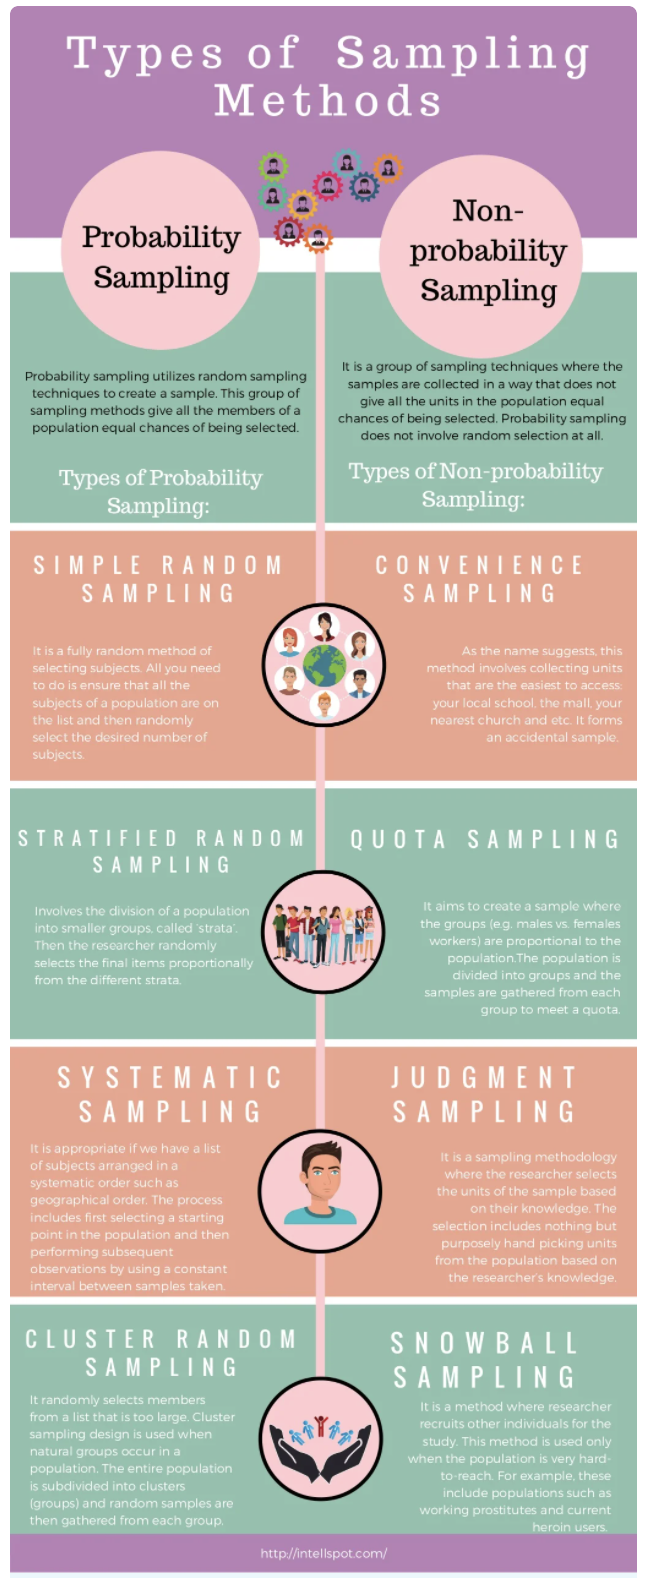 Types of Sampling
Methods
Probability
Sampling
Non-
probability
Sampling
Probability sampling utilizes random sampling
techniques to create a sample. This group of
sampling methods give all the members of a
population equal chances of being selected.
It is a group of sampling techniques where the
samples are collected in a way that does not
give all the units in the population equal
chances of being selected. Probability sampling
does not involve random selection at all.
Types of Probability
Sampling:
Types of Non-probability
Sampling:
SIMPLE RANDOM
SAMPLING
It is a fully random method of
selecting subjects. All you need
to do is ensure that all the
subjects of a population are on
the list and then randomly
select the desired number of
subjects.
CONVENIENCE
SAMPLING
As the name suggests, this
method involves collecting units
that are the easiest to access:
your local school, the mall, your
nearest church and etc. It forms
an accidental sample.
STRATIFIED RANDOM
SAMPLING
Involves the division of a population
into smaller groups, called 'strata'.
Then the researcher randomly
selects the final items proportionally
from the different strata.
QUOTA SAMPLING
It aims to create a sample where
the groups (e.g. males vs. females
workers) are proportional to the
population.The population is
divided into groups and the
samples are gathered from each
group to meet a quota.
SYSTEMATIC
SAMPLING
It is appropriate if we have a list
of subjects arranged in a
systematic order such as
geographical order. The process
includes first selecting a starting
point in the population and then
performing subsequent
observations by using a constant
interval between samples taken.
JUDGMENT
SAMPLING
It is a sampling methodology
where the researcher selects
the units of the sample based
on their knowledge. The
selection includes nothing but
purposely hand picking units
from the population based on
the researcher's knowledge.
CLUSTER RANDOM
SAMPLING
It randomly selects members
from a list that is too large. Cluster
sampling design is used when
natural groups occur in a
population. The entire population
is subdivided into clusters
(groups) and random samples are
then gathered from each group.
SNOWBALL
SAMPLING
It is a method where researcher
recruits other individuals for the
study. This method is used only
when the population is very hard-
to-reach. For example, these
include populations such as
working prostitutes and current
heroin users.
http://intellspot.com/